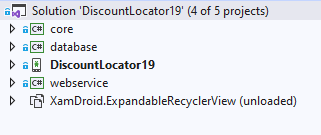 Solution 'DiscountLocator19' (4 of 5 projects)
C# core
C# database
DiscountLocator19
C# webservice
XamDroid.ExpandableRecyclerView (unloaded)